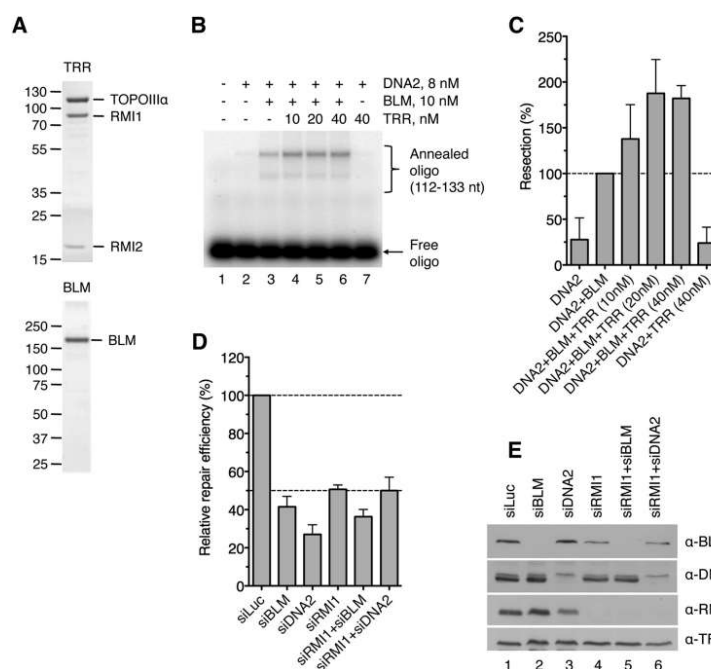 A
TRR
130
100
70
55
35
25
15
TOPOIIIα
RMI1
RMI2
BLM
250
150
100
75
50
37
25
BLM
B
- + + + + + + DNA2, 8 nM
- - + + + + - BLM, 10 nM
- - - 10 20 40 40 TRR, nM
Annealed
oligo
(112-133 nt)
Free
oligo
1 2 3 4 5 6 7
C
Resection (%)
250
200
150
100
50
0
DNA2
DNA2+BLM
DNA2+BLM+TRR (10nM)
DNA2+BLM+TRR (20nM)
DNA2+BLM+TRR (40nM)
DNA2+TRR (40nM)
D
Relative repair efficiency (%)
120
100
80
60
40
20
0
siLuc
siBLM
siDNA2
siRMI1
siRMI1+siBLM
siRMI1+siDNA2
E
siLuc
siBLM
siDNA2
siRMI1
siRMI1+siBLM
siRMI1+siDNA2
α-BL
α-D
α-R
α-TF
1 2 3 4 5 6